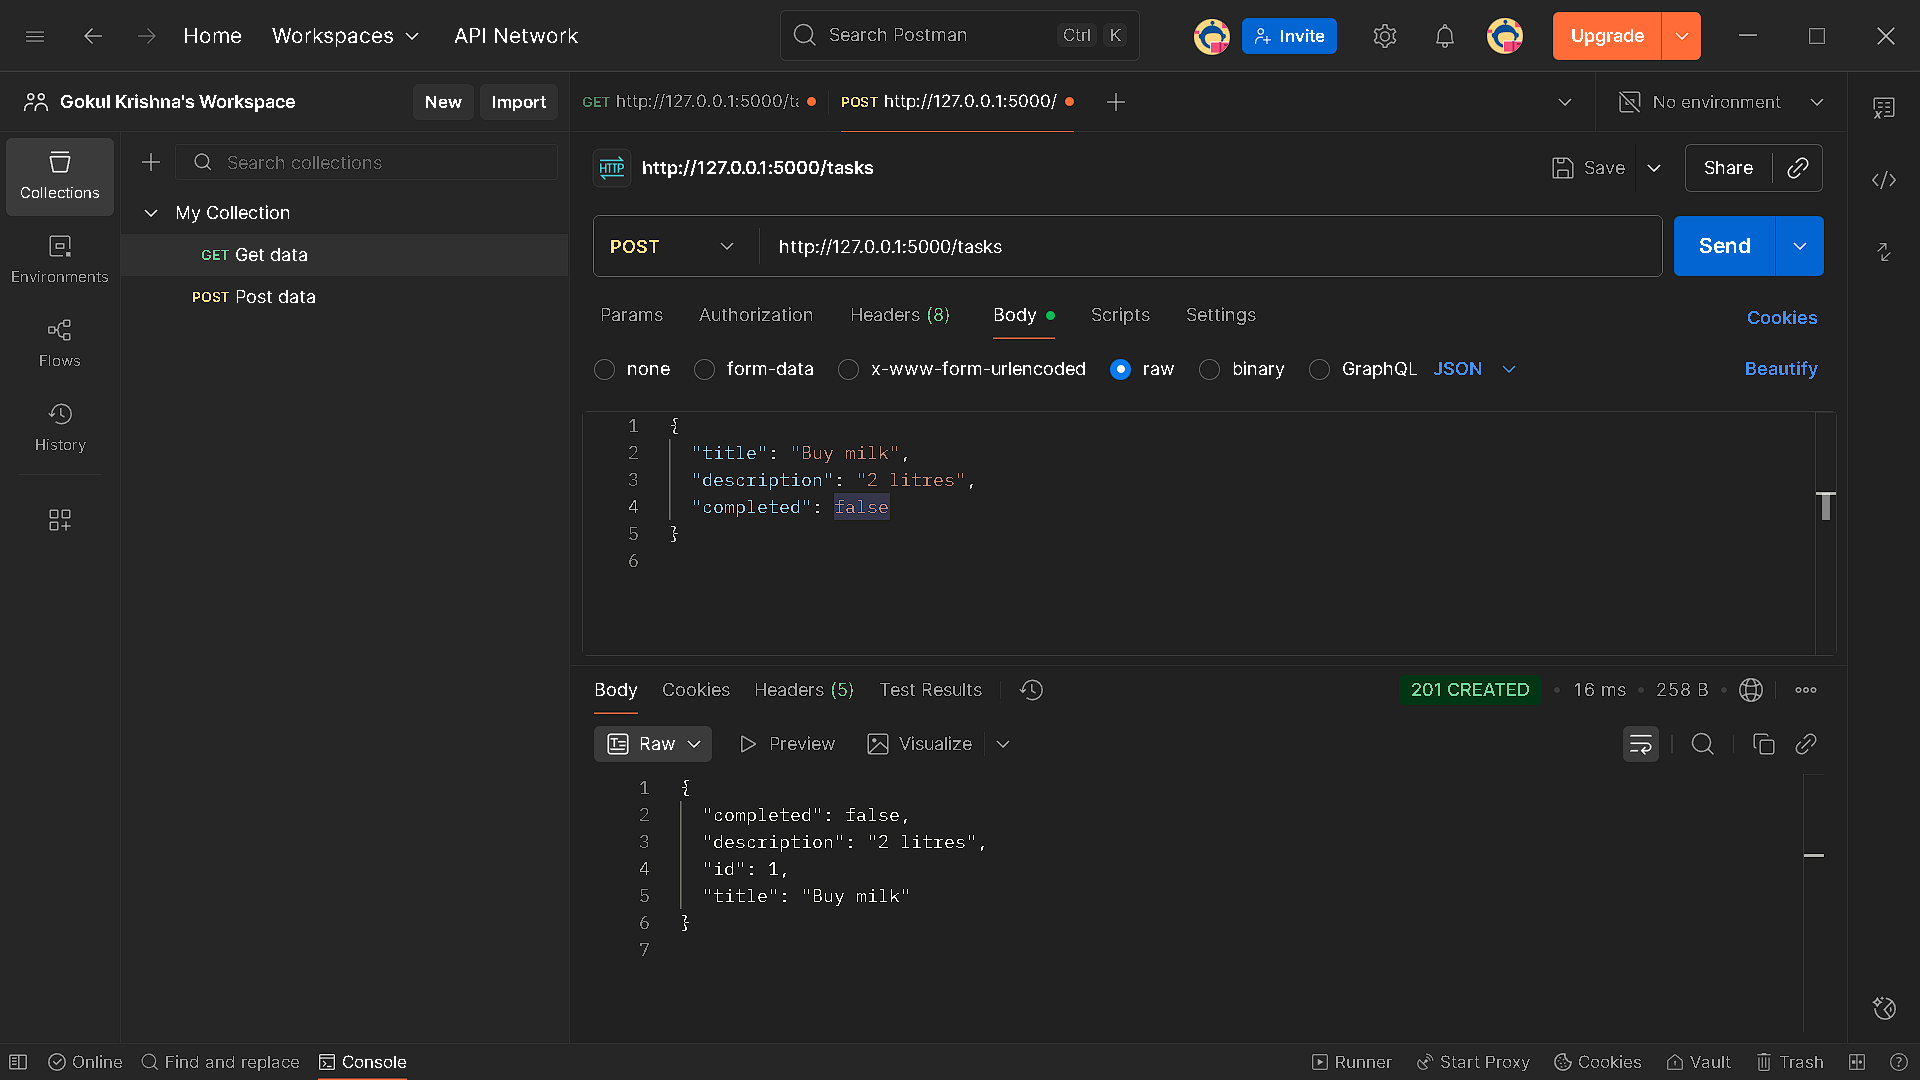 Home Workspaces API Network Search Postman Ctrl K Invite Upgrade
Gokul Krishna's Workspace New Import GET http://127.0.0.1:5000/ta POST http://127.0.0.1:5000/ No environment
Collections
Search collections
My Collection
GET Get data
POST Post data
Environments
Flows
History
HTTP http://127.0.0.1:5000/tasks Save Share
POST http://127.0.0.1:5000/tasks Send
Params Authorization Headers (8) Body Scripts Settings Cookies
none form-data x-www-form-urlencoded raw binary GraphQL JSON Beautify
1 {
2 "title": "Buy milk",
3 "description": "2 litres",
4 "completed": false
5 }
6
Body Cookies Headers (5) Test Results 201 CREATED • 16 ms • 258 B •
Raw Preview Visualize
1 {
2 "completed": false,
3 "description": "2 litres",
4 "id": 1,
5 "title": "Buy milk"
6 }
7
Online Find and replace Console Runner Start Proxy Cookies Vault Trash